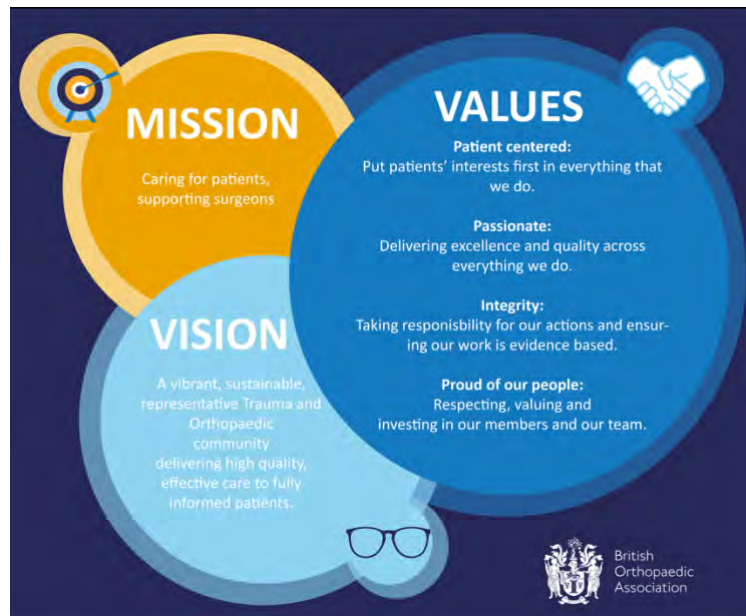 MISSION
Caring for patients,
supporting surgeons
VALUES
Patient centered:
Put patients' interests first in everything that
we do.
Passionate:
Delivering excellence and quality across
everything we do.
Integrity:
Taking responisbility for our actions and ensur-
ing our work is evidence based.
Proud of our people:
Respecting, valuing and
investing in our members and our team.
VISION
A vibrant, sustainable,
representative Trauma and
Orthopaedic
community
delivering high quality,
effective care to fully
informed patients.
British
Orthopaedic
Association